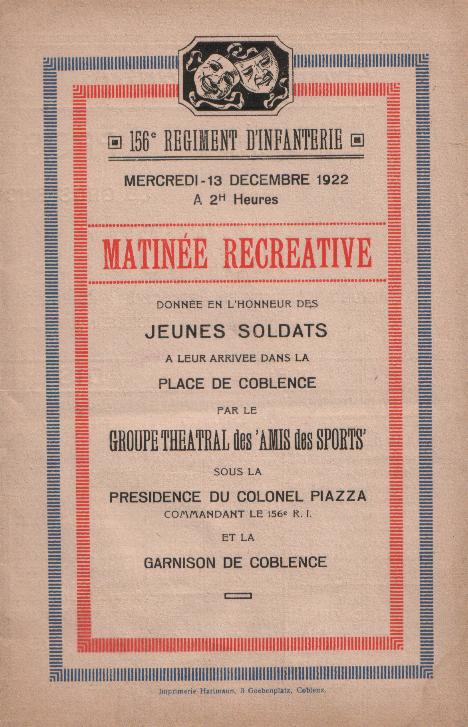 156e REGIMENT D'INFANTERIE
MERCREDI-13 DECEMBRE 1922
A 2H Heures
MATINÉE RECREATIVE
DONNÉE EN L'HONNEUR DES
JEUNES SOLDATS
A LEUR ARRIVEE DANS LA
PLACE DE COBLENCE
PAR LE
GROUPE THEATRAL des 'AMIS des SPORTS'
SOUS LA
PRESIDENCE DU COLONEL PIAZZA
COMMANDANT LE 156e R. I.
ET LA
GARNISON DE COBLENCE
Imprimerie Hartmann, 3 Goebenplatz, Coblenz.